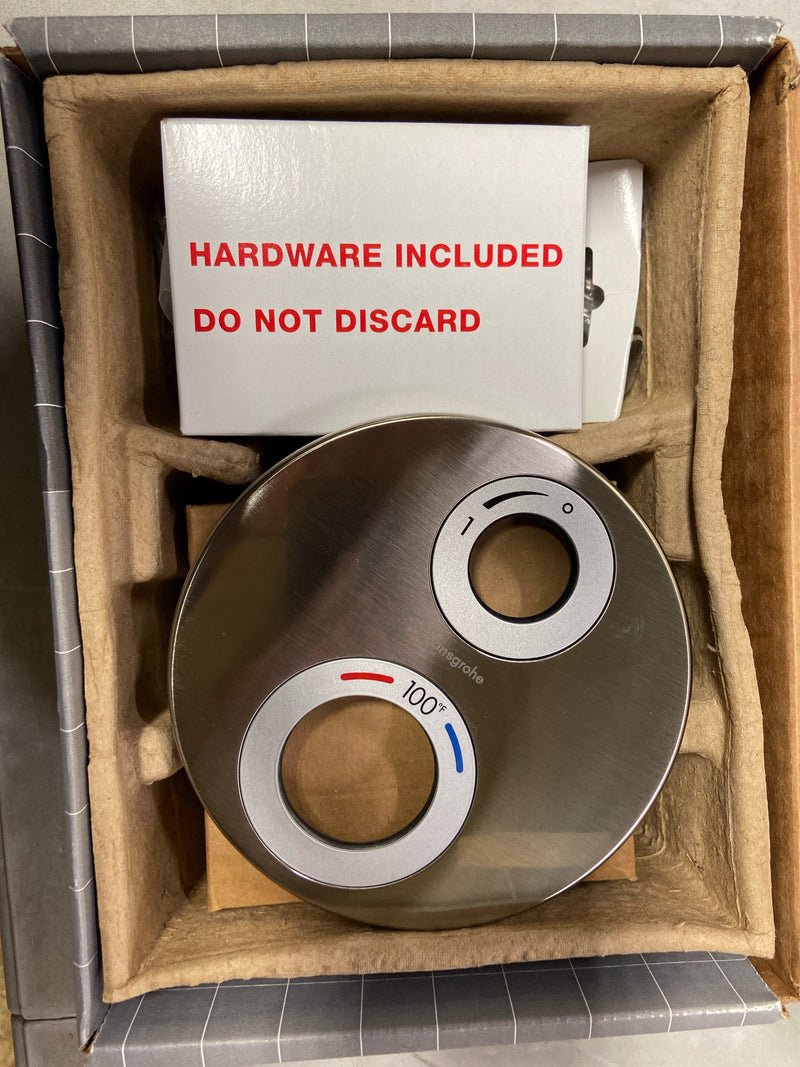 HARDWARE INCLUDED
DO NOT DISCARD
1 O
100°F